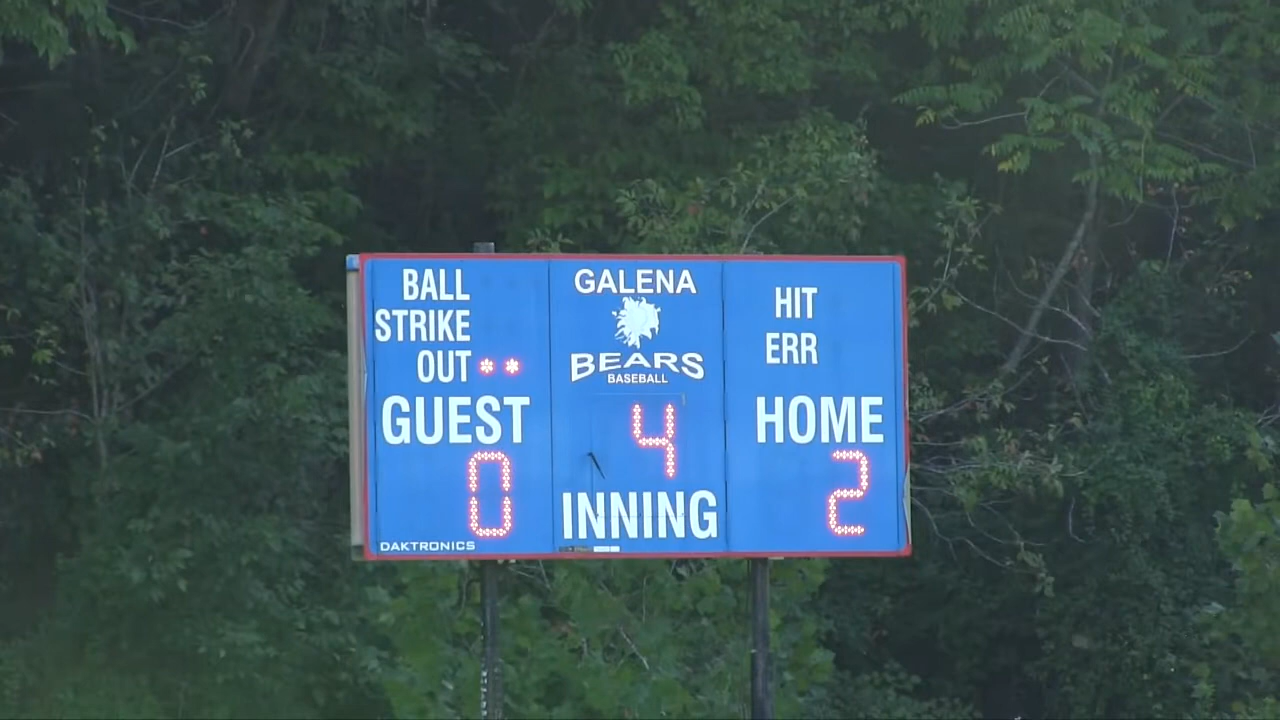 BALL
STRIKE
OUT **
GUEST
0
DAKTRONICS
GALENA
BEARS
BASEBALL
4
INNING
HIT
ERR
HOME
2